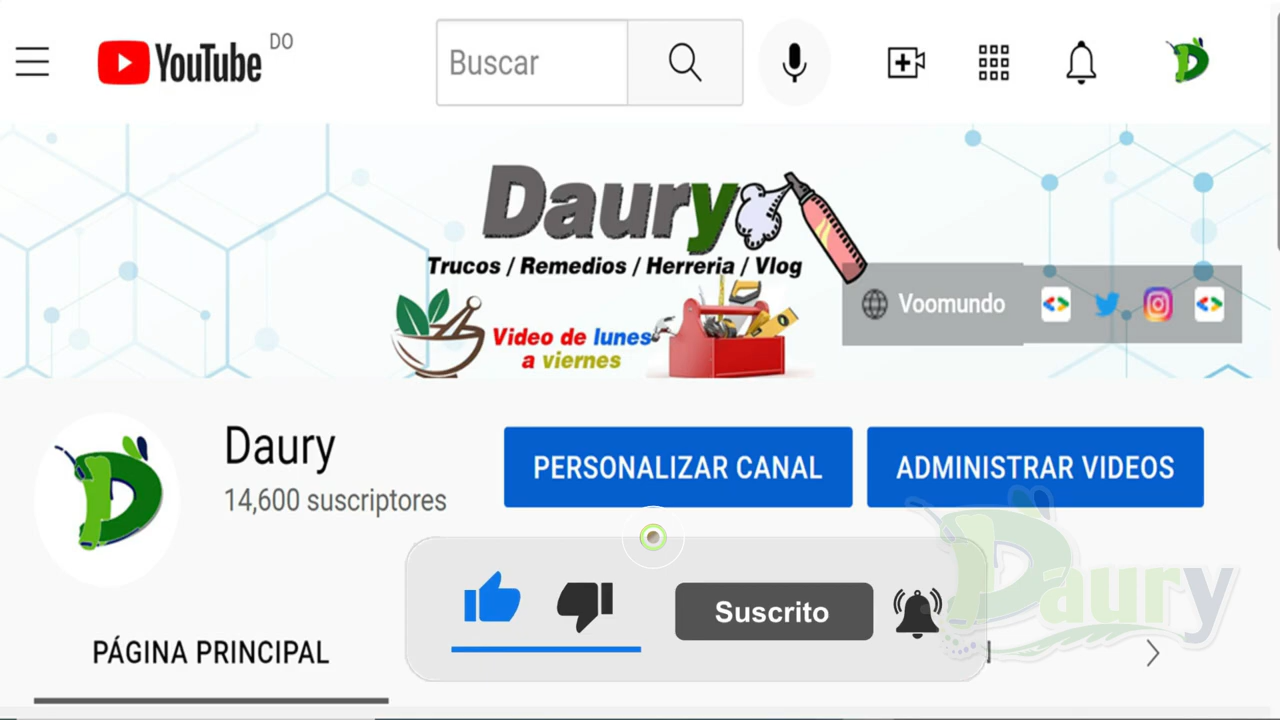 YouTube DO
Buscar
Daury
Trucos / Remedios / Herreria / Vlog
Voomundo
Video de lunes
a viernes
Daury
14,600 suscriptores
PERSONALIZAR CANAL
ADMINISTRAR VIDEOS
Suscrito
Daury
PÁGINA PRINCIPAL